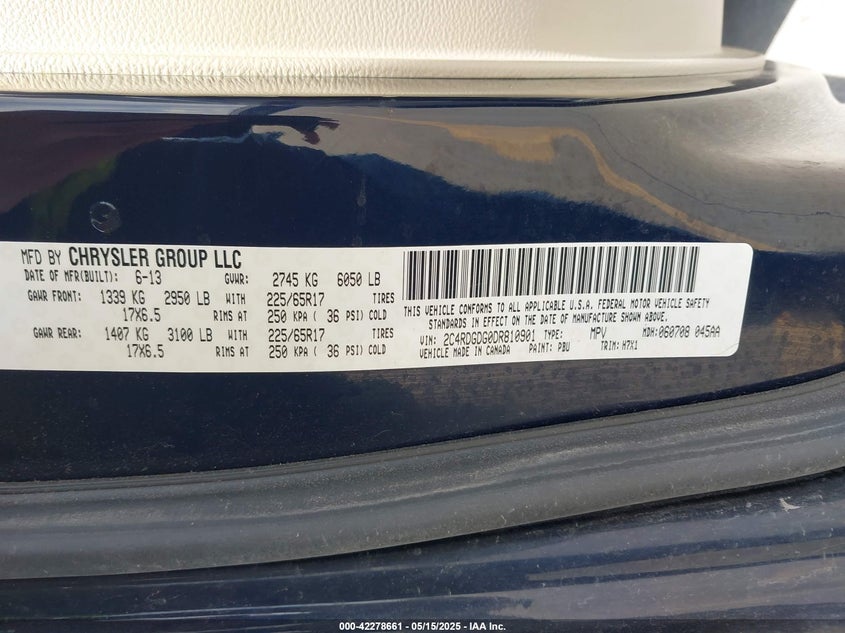 MFD BY CHRYSLER GROUP LLC
DATE OF MFR(BUILT): 6-13 GVWR: 2745 KG 6050 LB
GAWR FRONT: 1339 KG 2950 LB WITH 225/65R17 TIRES
17X6.5 RIMS AT 250 KPA ( 36 PSI) COLD
GAWR REAR: 1407 KG 3100 LB WITH 225/65R17 TIRES
17X6.5 RIMS AT 250 KPA ( 36 PSI) COLD
THIS VEHICLE CONFORMS TO ALL APPLICABLE U.S.A. FEDERAL MOTOR VEHICLE SAFETY
STANDARDS IN EFFECT ON THE DATE OF MANUFACTURE SHOWN ABOVE.
VIN: 2C4RDGDG0DR810901 TYPE: MPV MDH: 060708 045AA
VEHICLE MADE IN CANADA PAINT: PBU TRIM: H7X1
000-42278661 - 05/15/2025 - IAA Inc.